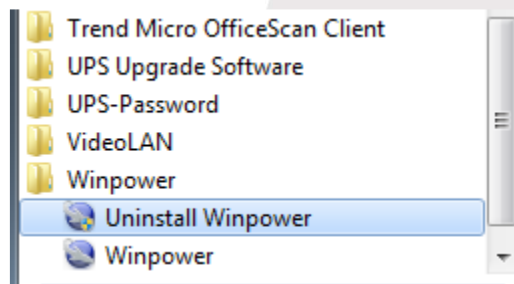 Trend Micro OfficeScan Client
UPS Upgrade Software
UPS-Password
VideoLAN
Winpower
Uninstall Winpower
Winpower